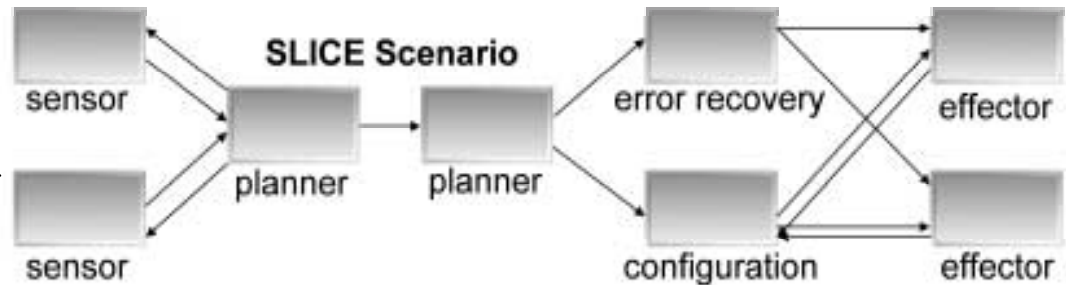 SLICE Scenario
sensor
error recovery
effector
planner
planner
sensor
configuration
effector